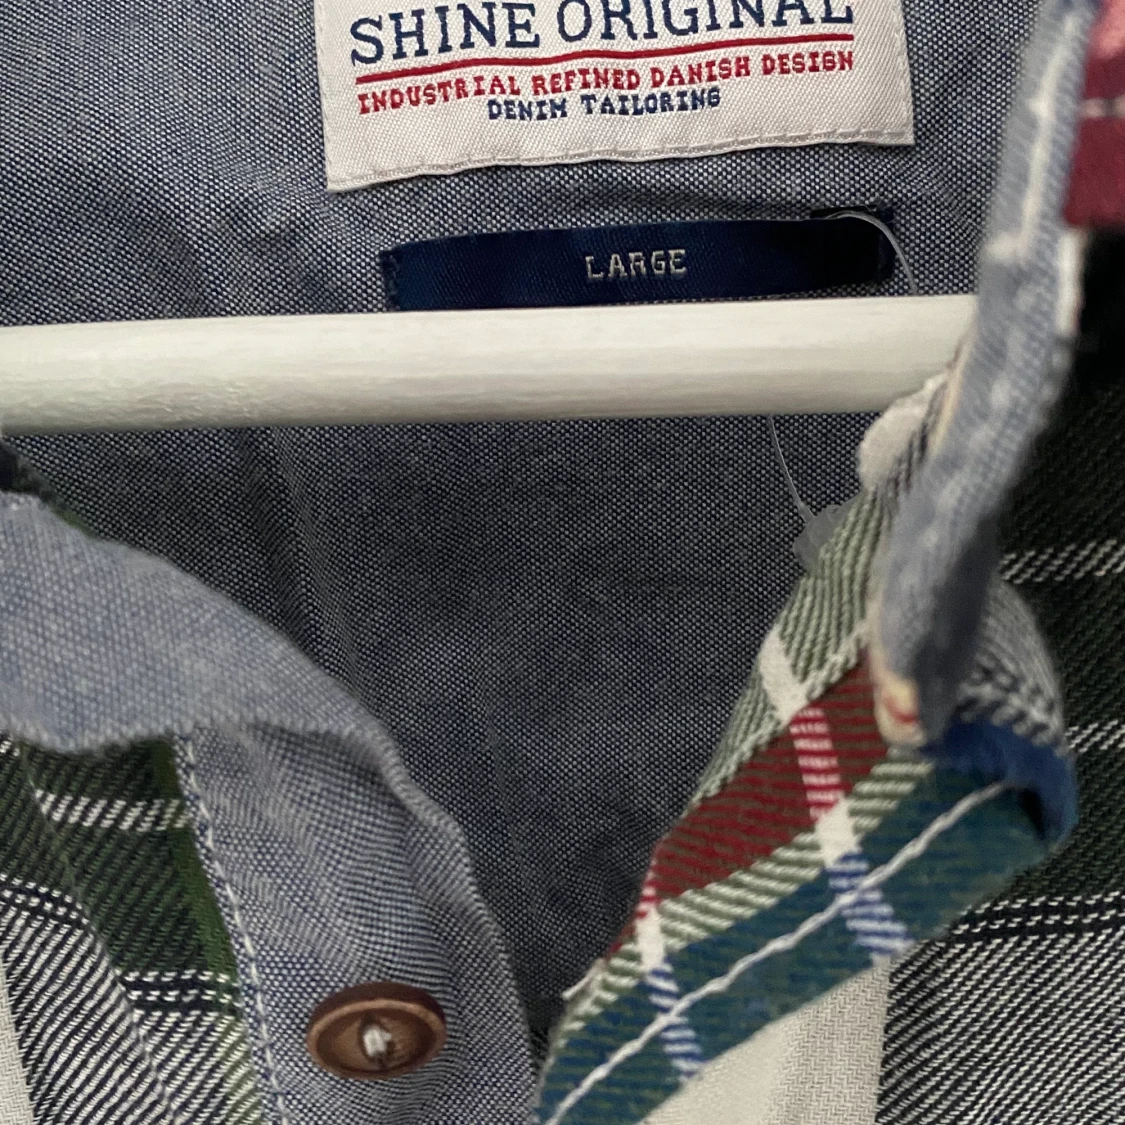 SHINE ORIGINAL
INDUSTRIAL REFINED DANISH DESIGN
DENIM TAILORING
LARGE